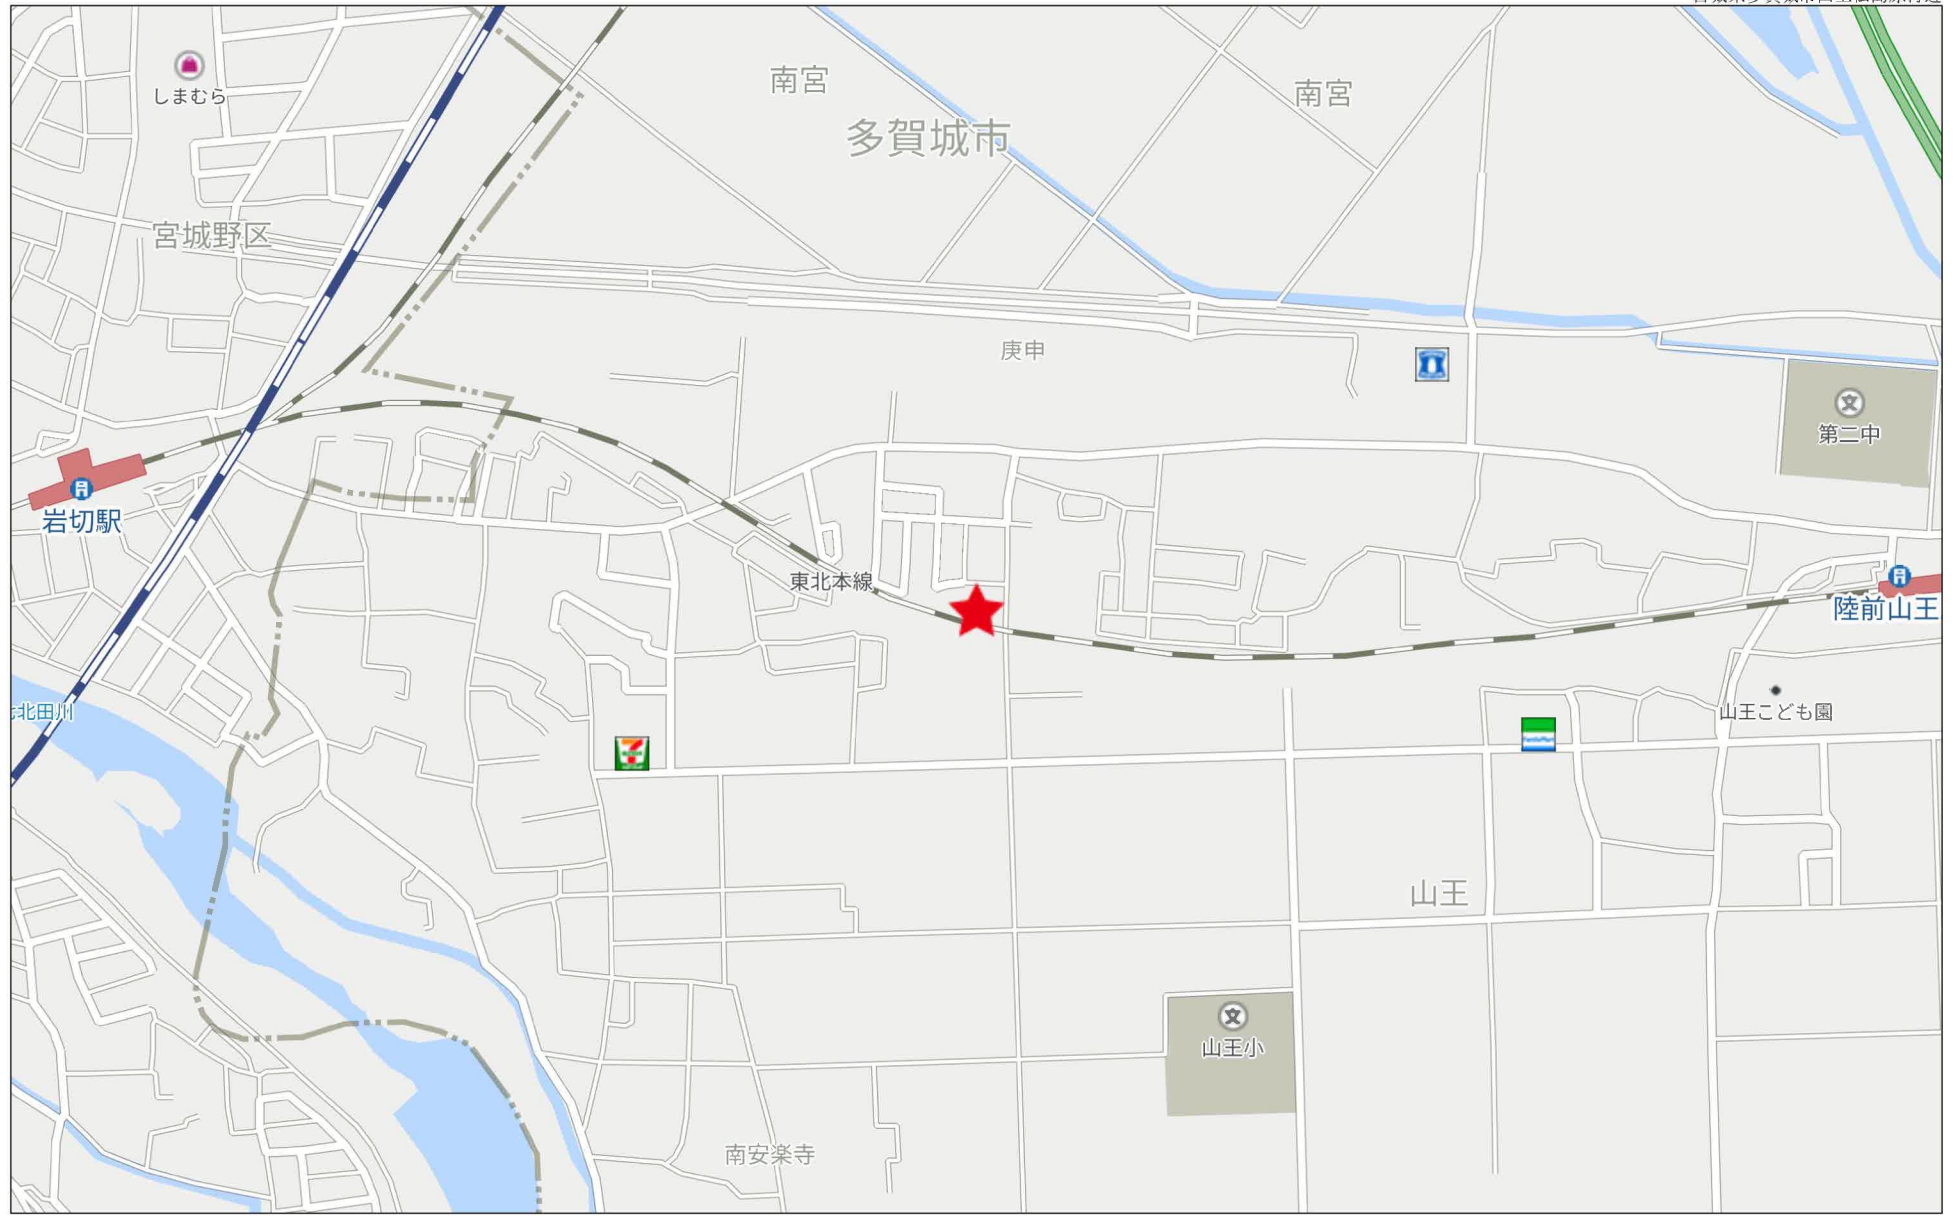 しまむら
南宮
南宮
多賀城市
宮城野区
庚申
第二中
岩切駅
東北本線
陸前山王
北田川
山王こども園
山王
山王小
南安楽寺